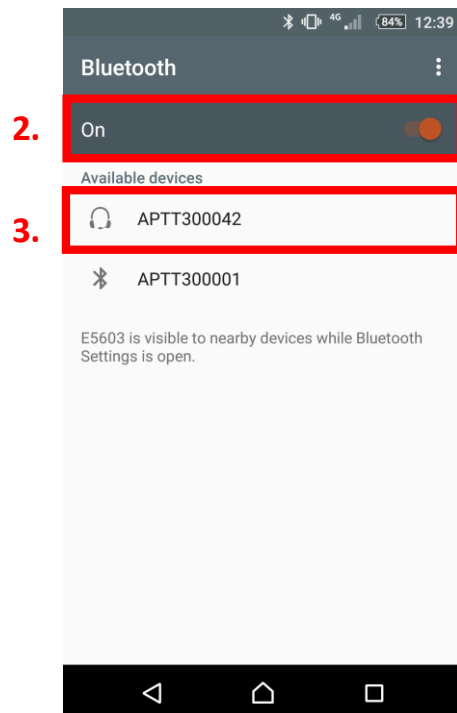 4G 84% 12:39
Bluetooth
2. On
Available devices
3. APTT300042
APTT300001
E5603 is visible to nearby devices while Bluetooth
Settings is open.